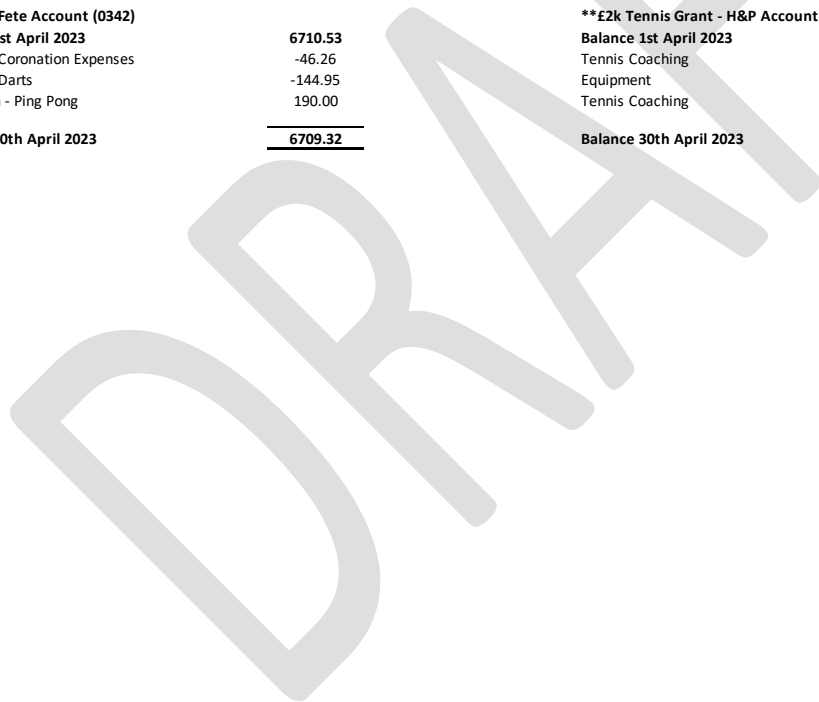 Fete Account (0342)
st April 2023 6710.53
Coronation Expenses -46.26
Darts -144.95
- Ping Pong 190.00
0th April 2023 6709.32
**£2k Tennis Grant - H&P Account
Balance 1st April 2023
Tennis Coaching
Equipment
Tennis Coaching
Balance 30th April 2023
DRAF